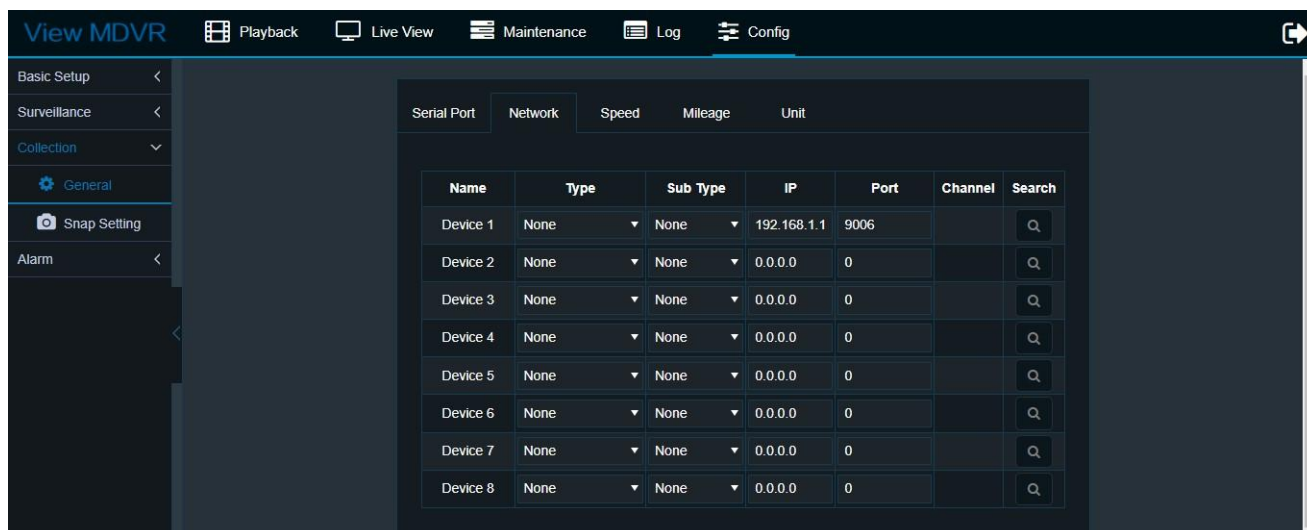 View MDVR Playback Live View Maintenance Log Config
Basic Setup
Surveillance
Collection
General
Snap Setting
Alarm
Serial Port Network Speed Mileage Unit
Name Type Sub Type IP Port Channel Search
Device 1 None None 192.168.1.1 9006
Device 2 None None 0.0.0.0 0
Device 3 None None 0.0.0.0 0
Device 4 None None 0.0.0.0 0
Device 5 None None 0.0.0.0 0
Device 6 None None 0.0.0.0 0
Device 7 None None 0.0.0.0 0
Device 8 None None 0.0.0.0 0